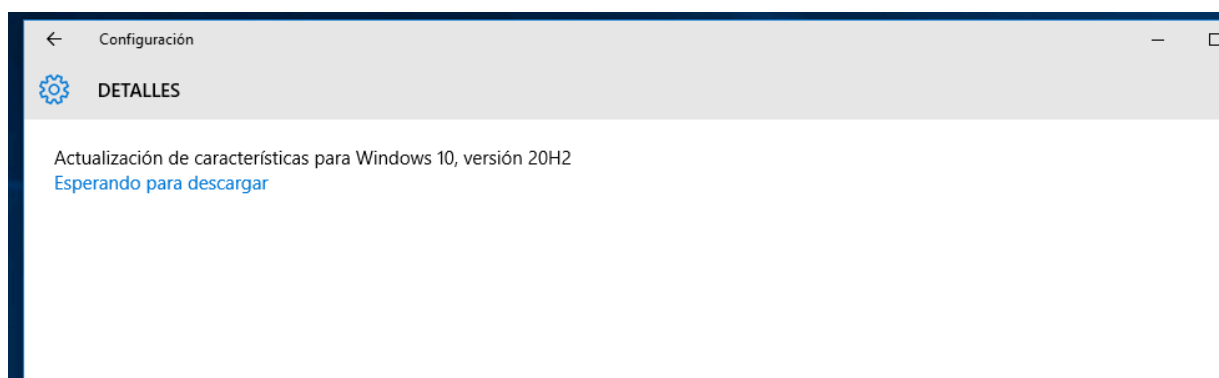 Configuración
DETALLES
Actualización de características para Windows 10, versión 20H2
Esperando para descargar